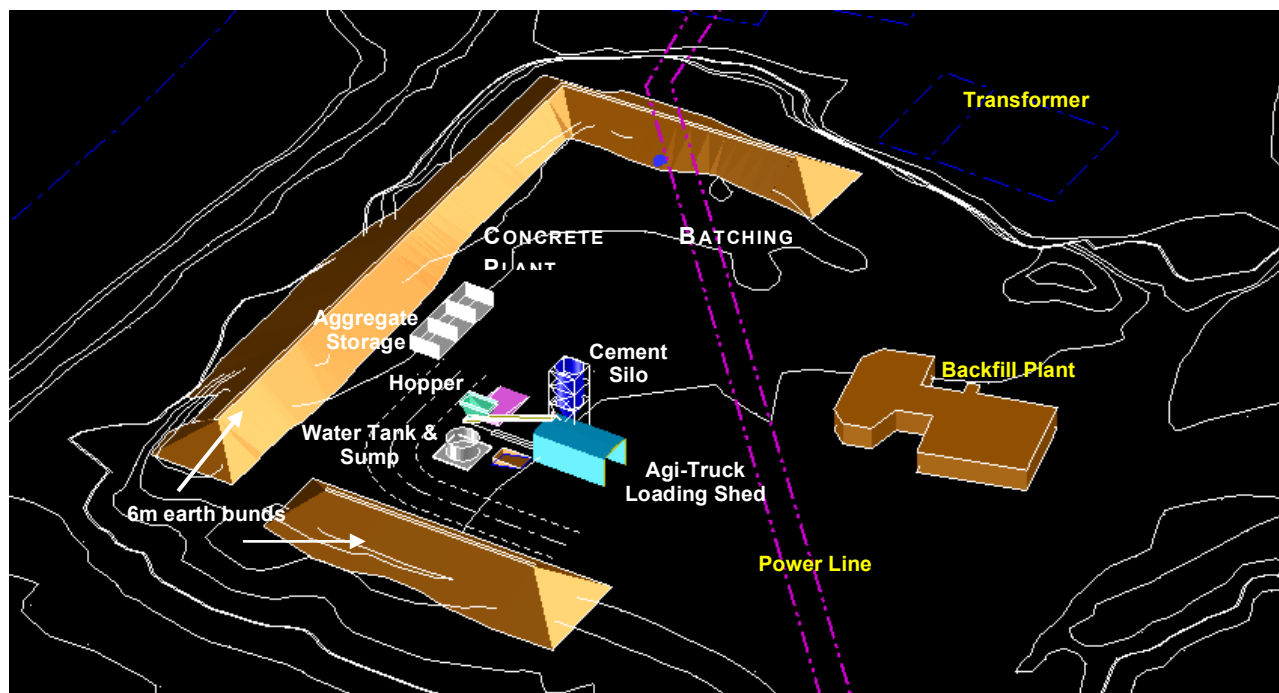 Transformer
CONCRETE BATCHING
PLANT
Aggregate
Storage
Cement
Silo
Hopper
Backfill Plant
Water Tank &
Sump
Agi-Truck
Loading Shed
6m earth bunds
Power Line